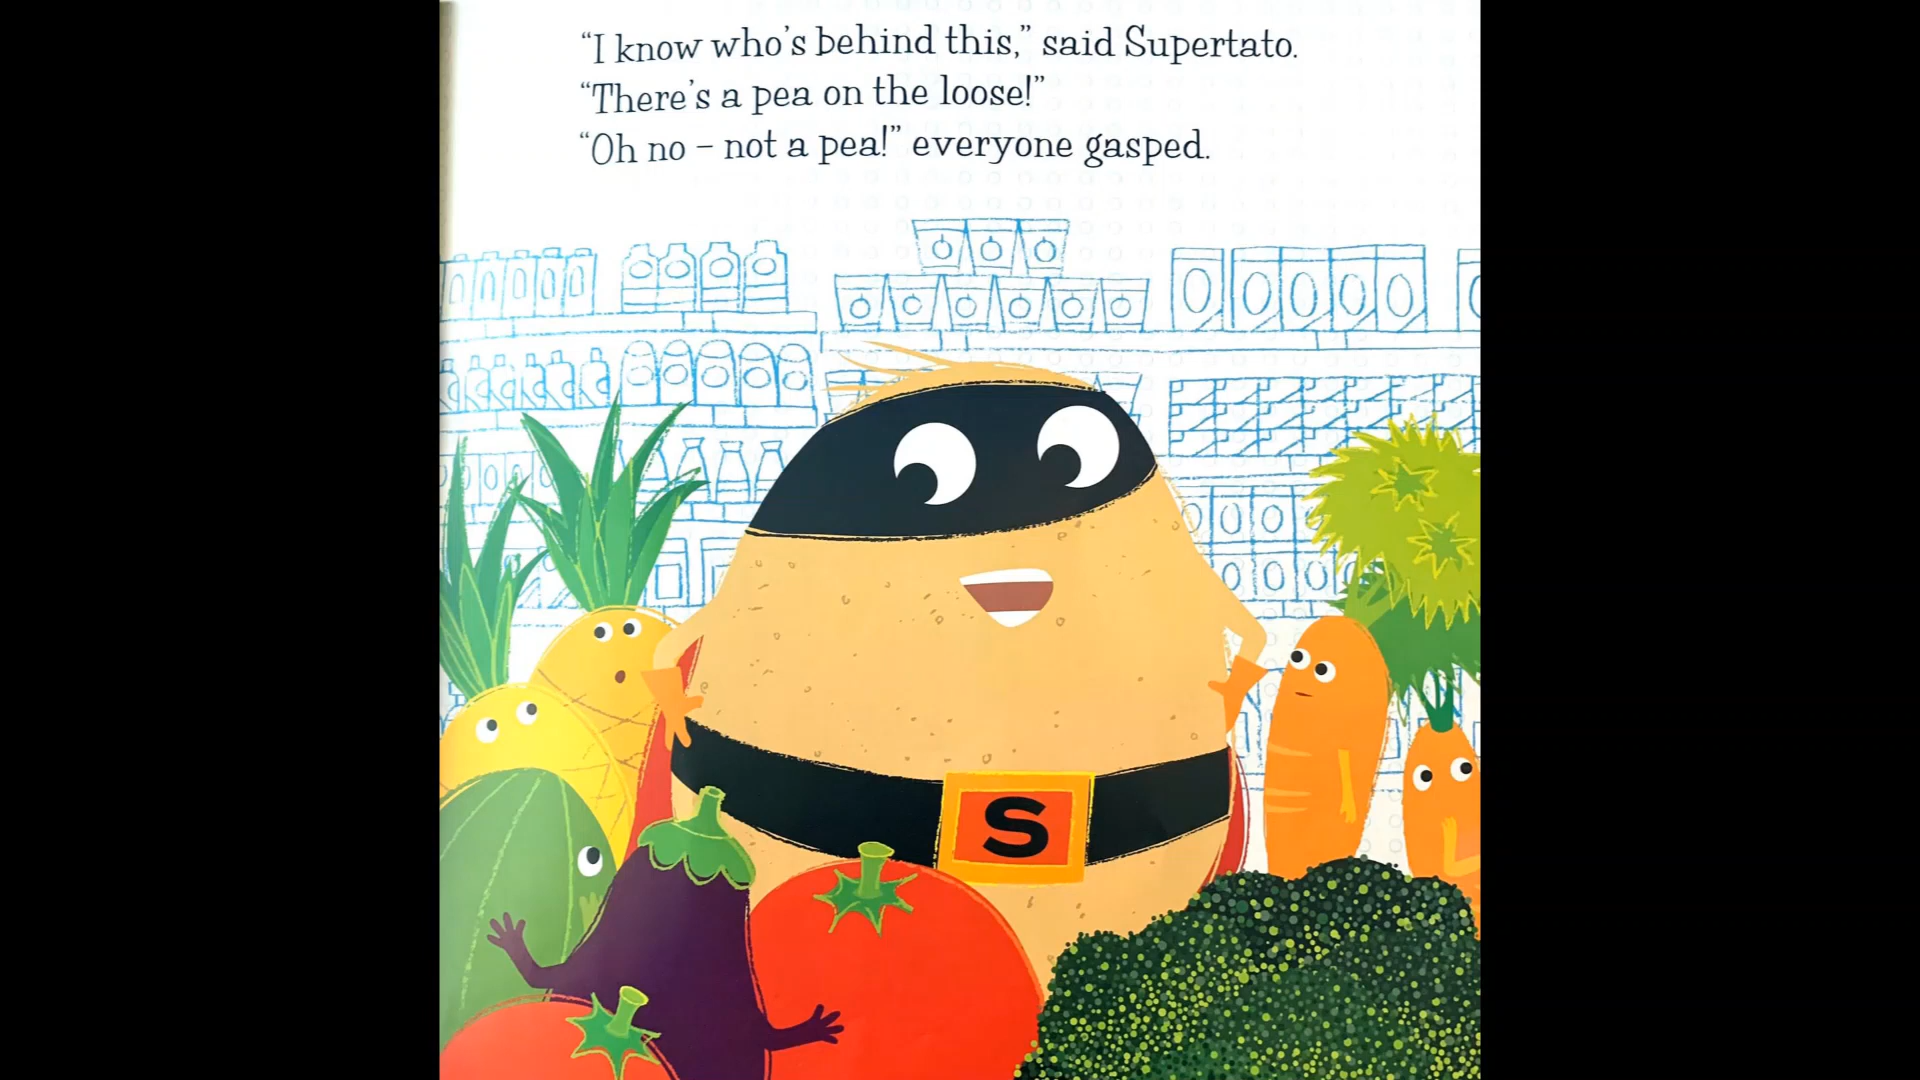 “I know who’s behind this,” said Supertato.
“There’s a pea on the loose!”
“Oh no – not a pea!” everyone gasped.
S